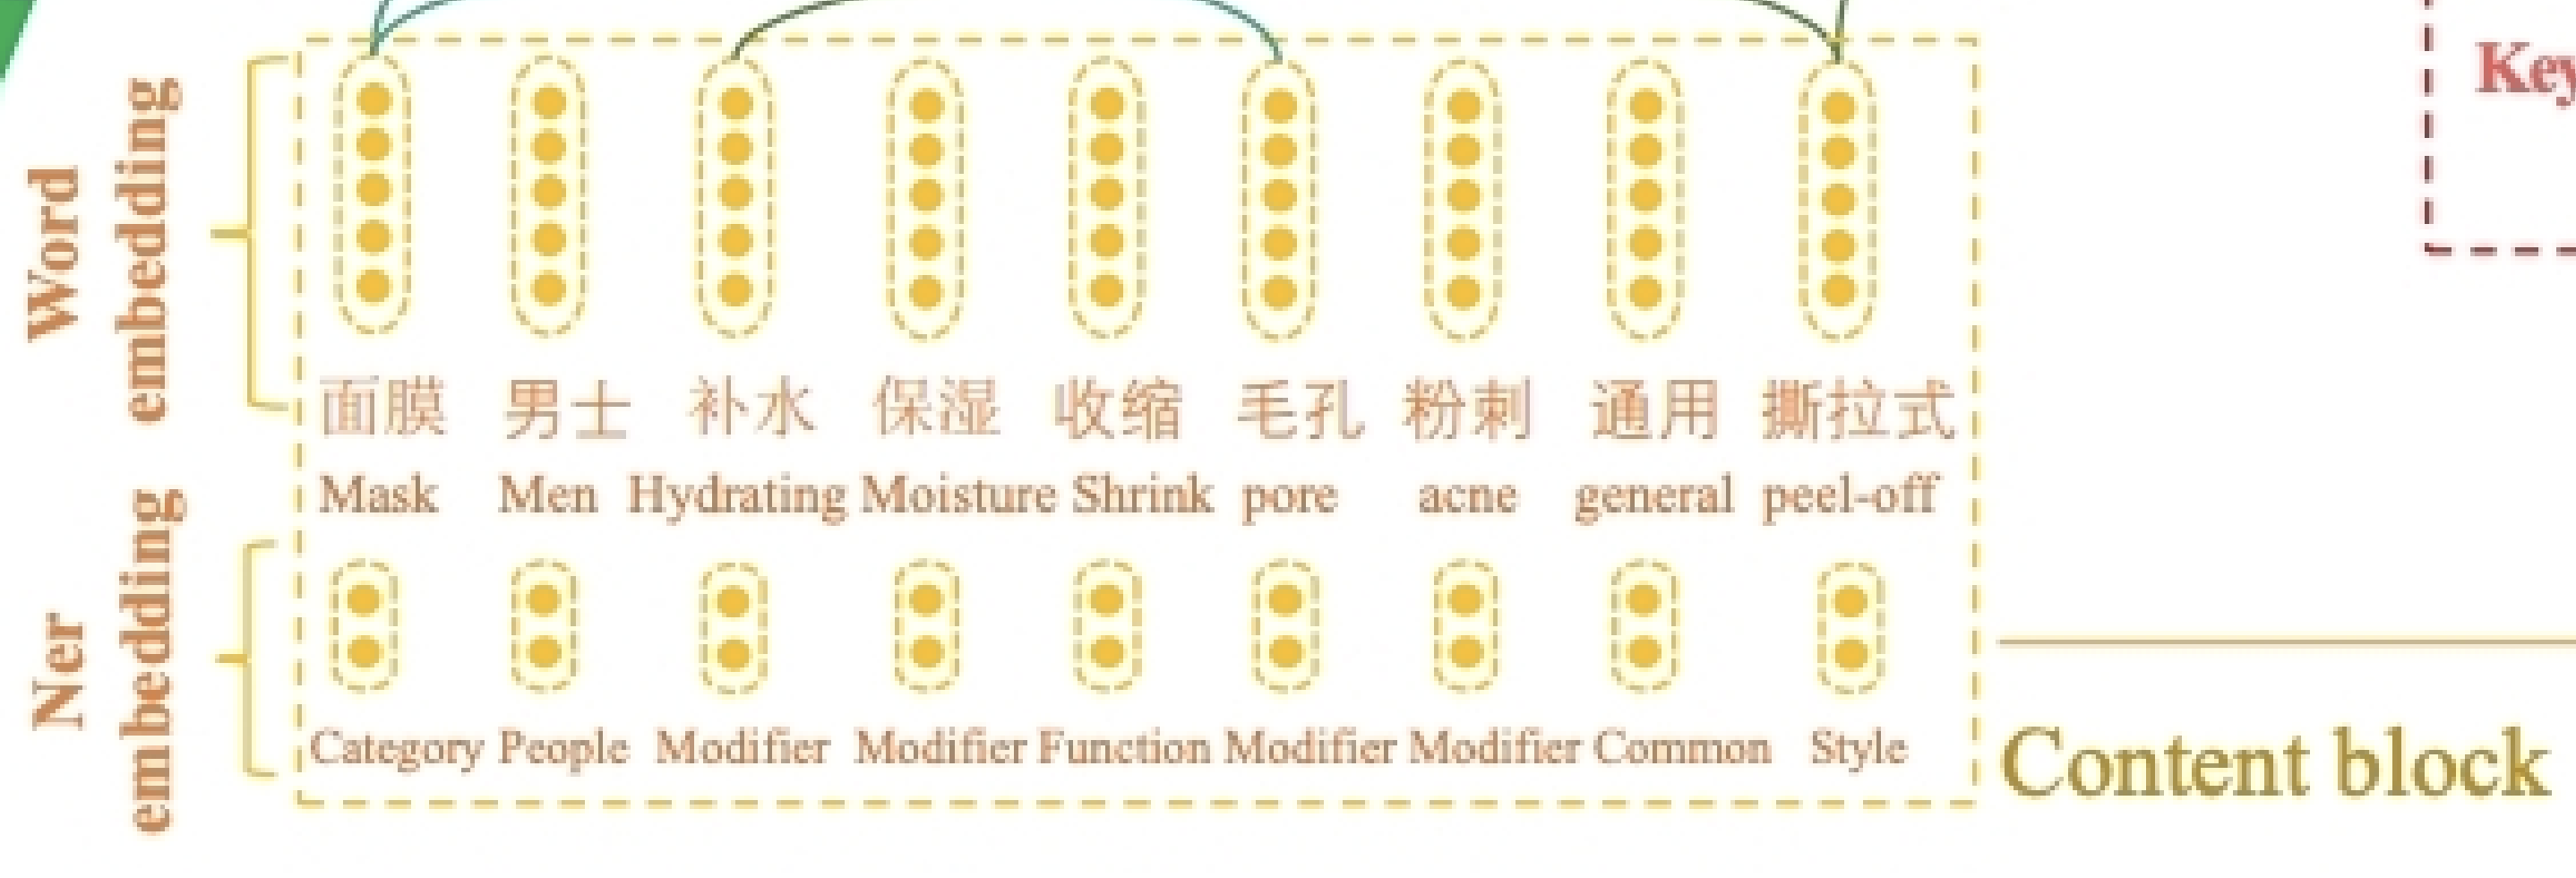 Word
embedding
面膜 男士 补水 保湿 收缩 毛孔 粉刺 通用 撕拉式
Mask Men Hydrating Moisture Shrink pore acne general peel-off
Ner
embedding
Category People Modifier Modifier Function Modifier Modifier Common Style
Content block
Key